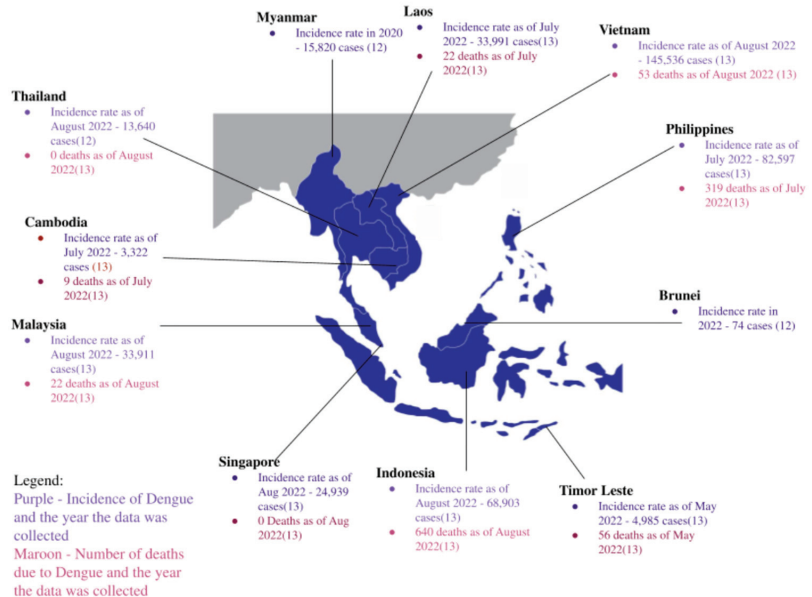 Myanmar
Incidence rate in 2020
- 15,820 cases (12)
Laos
Incidence rate as of July
2022 - 33,991 cases(13)
22 deaths as of July
2022(13)
Vietnam
Incidence rate as of August 2022
- 145,536 cases (13)
53 deaths as of August 2022 (13)
Thailand
Incidence rate as of
August 2022 - 13,640
cases(12)
0 deaths as of August
2022(13)
Philippines
Incidence rate as of
July 2022 - 82,597
cases(13)
319 deaths as of July
2022(13)
Cambodia
Incidence rate as of
July 2022 - 3,322
cases (13)
9 deaths as of July
2022(13)
Brunei
Incidence rate in
2022 - 74 cases (12)
Malaysia
Incidence rate as of
August 2022 - 33,911
cases(13)
22 deaths as of August
2022(13)
Singapore
Incidence rate as of
Aug 2022 - 24,939
cases(13)
0 Deaths as of Aug
2022(13)
Indonesia
Incidence rate as of
August 2022 - 68,903
cases(13)
640 deaths as of August
2022(13)
Timor Leste
Incidence rate as of May
2022 - 4,985 cases(13)
56 deaths as of May
2022(13)
Legend:
Purple - Incidence of Dengue
and the year the data was
collected
Maroon - Number of deaths
due to Dengue and the year
the data was collected